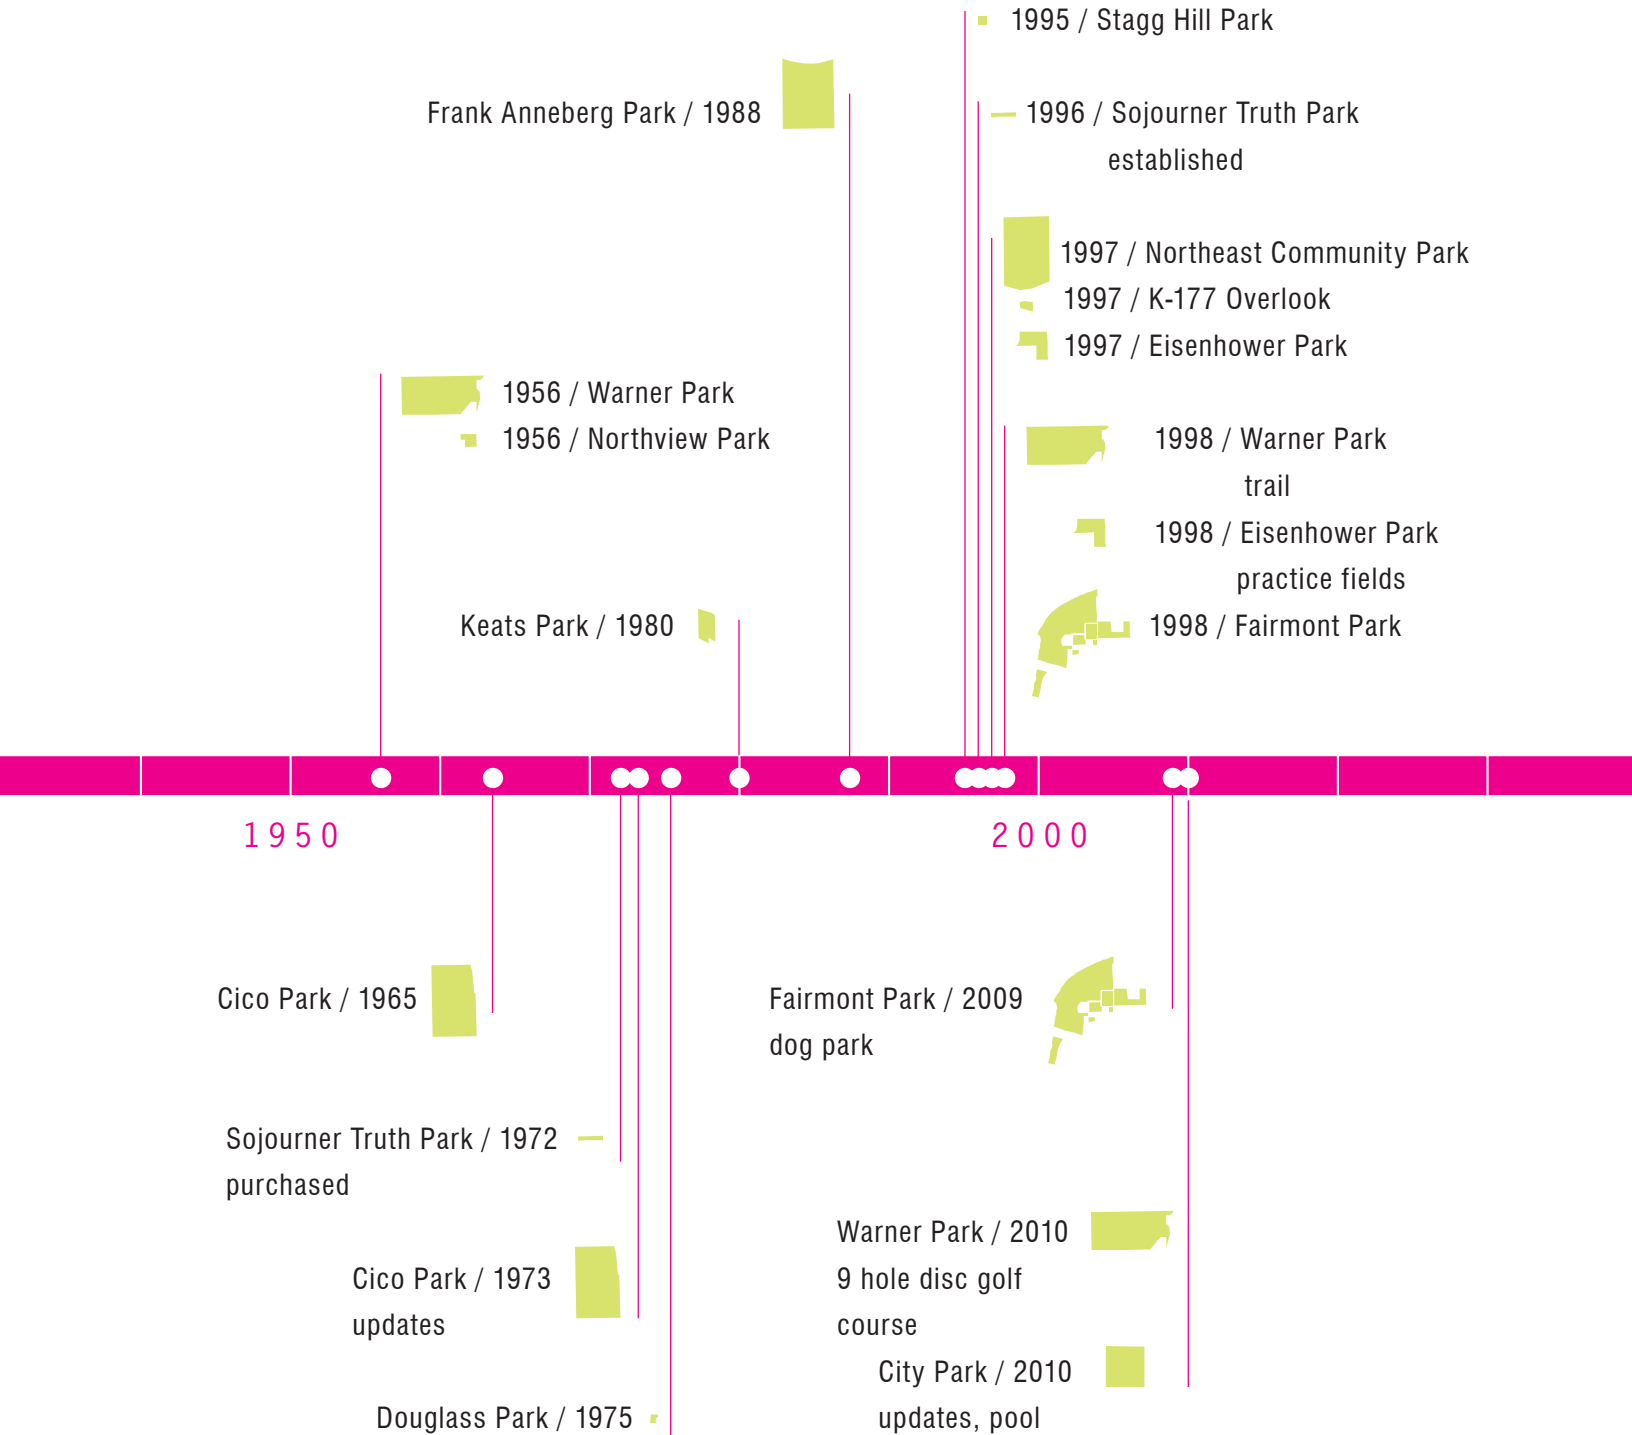 1995 / Stagg Hill Park
Frank Anneberg Park / 1988
1996 / Sojourner Truth Park
established
1997 / Northeast Community Park
1997 / K-177 Overlook
1997 / Eisenhower Park
1956 / Warner Park
1956 / Northview Park
1998 / Warner Park
trail
1998 / Eisenhower Park
practice fields
Keats Park / 1980
1998 / Fairmont Park
1950
2000
Cico Park / 1965
Fairmont Park / 2009
dog park
Sojourner Truth Park / 1972
purchased
Warner Park / 2010
9 hole disc golf
course
Cico Park / 1973
updates
City Park / 2010
updates, pool
Douglass Park / 1975